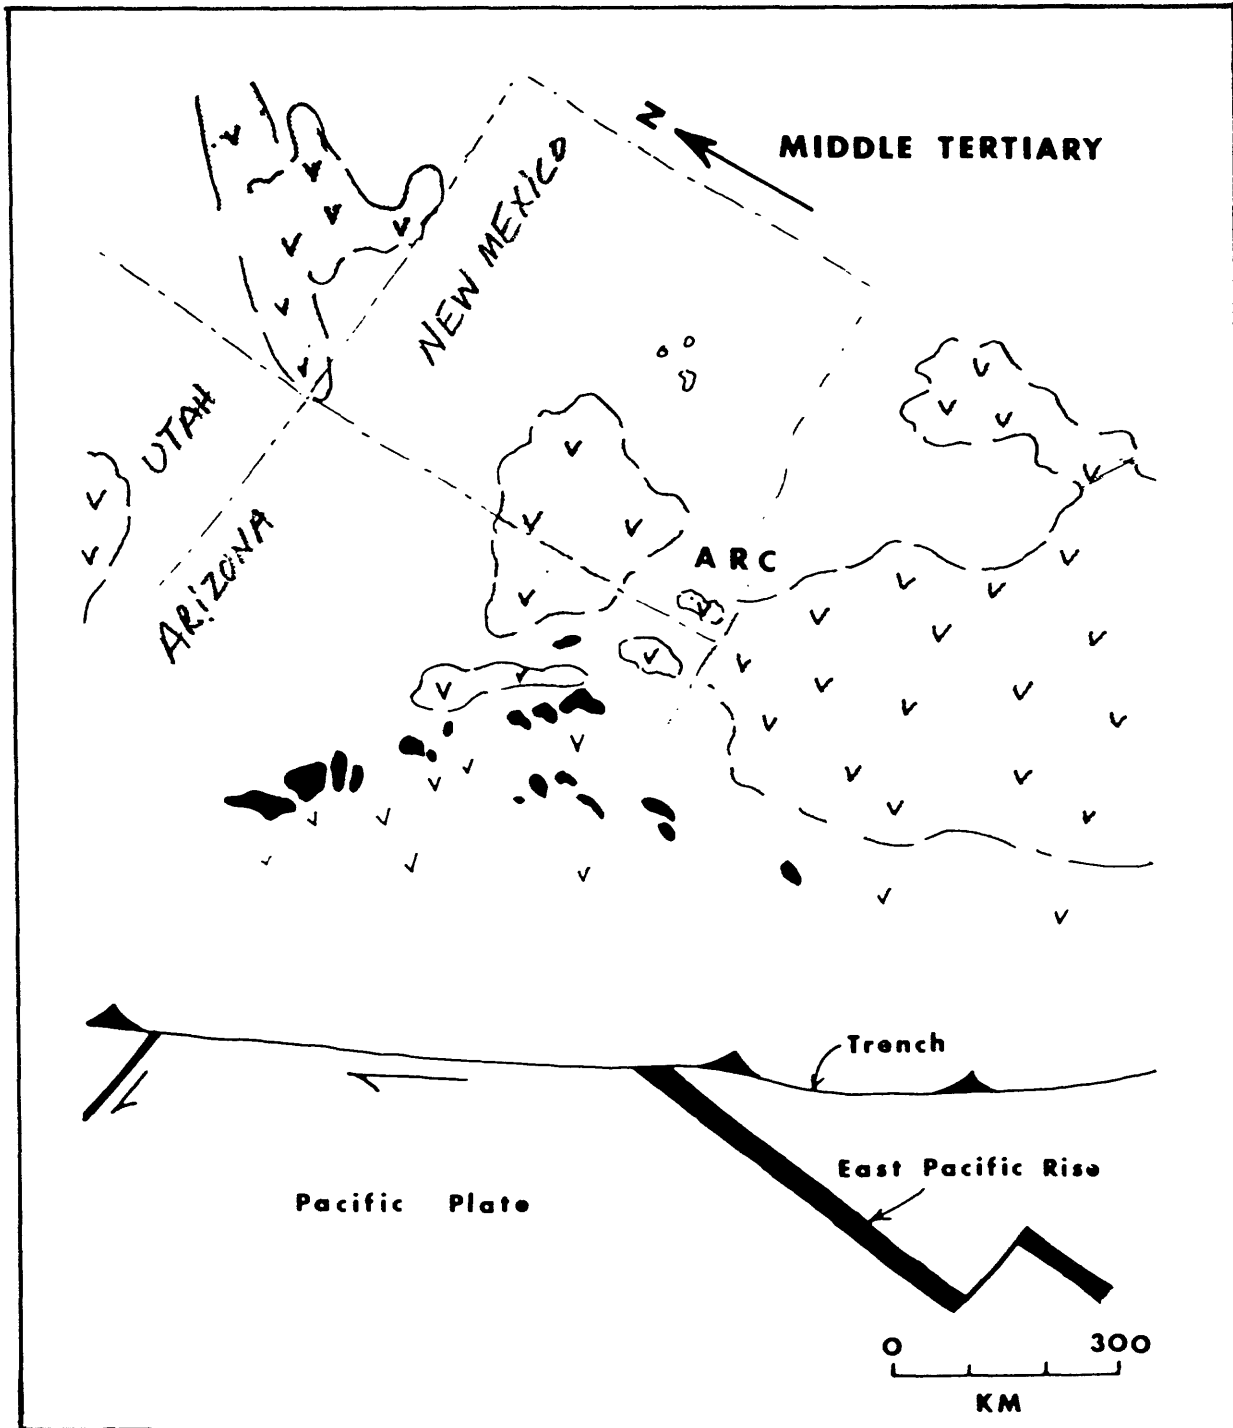 N
MIDDLE TERTIARY
NEW MEXICO
UTAH
ARIZONA
ARC
Trench
East Pacific Rise
Pacific Plate
0 300
KM